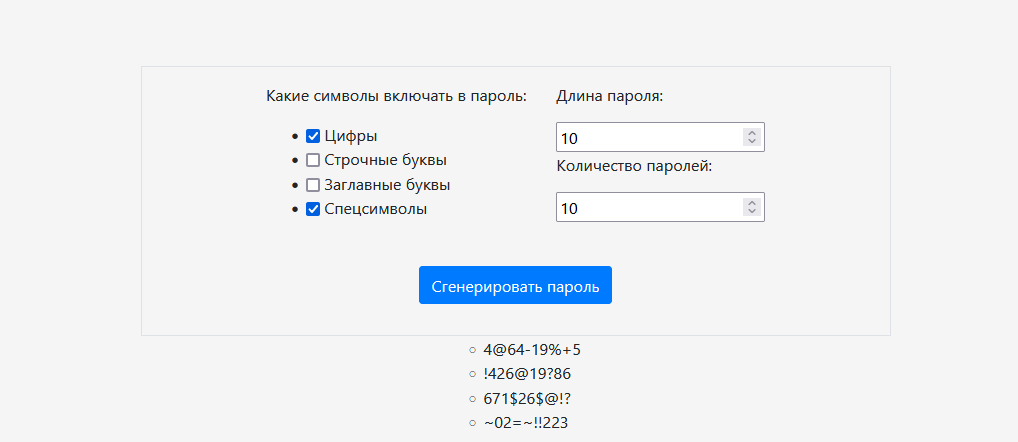 Какие символы включать в пароль:
Цифры
Строчные буквы
Заглавные буквы
Спецсимволы
Длина пароля:
10
Количество паролей:
10
Сгенерировать пароль
4@64-19%+5
!426@19?86
671$26$@!?
~02=~!!223